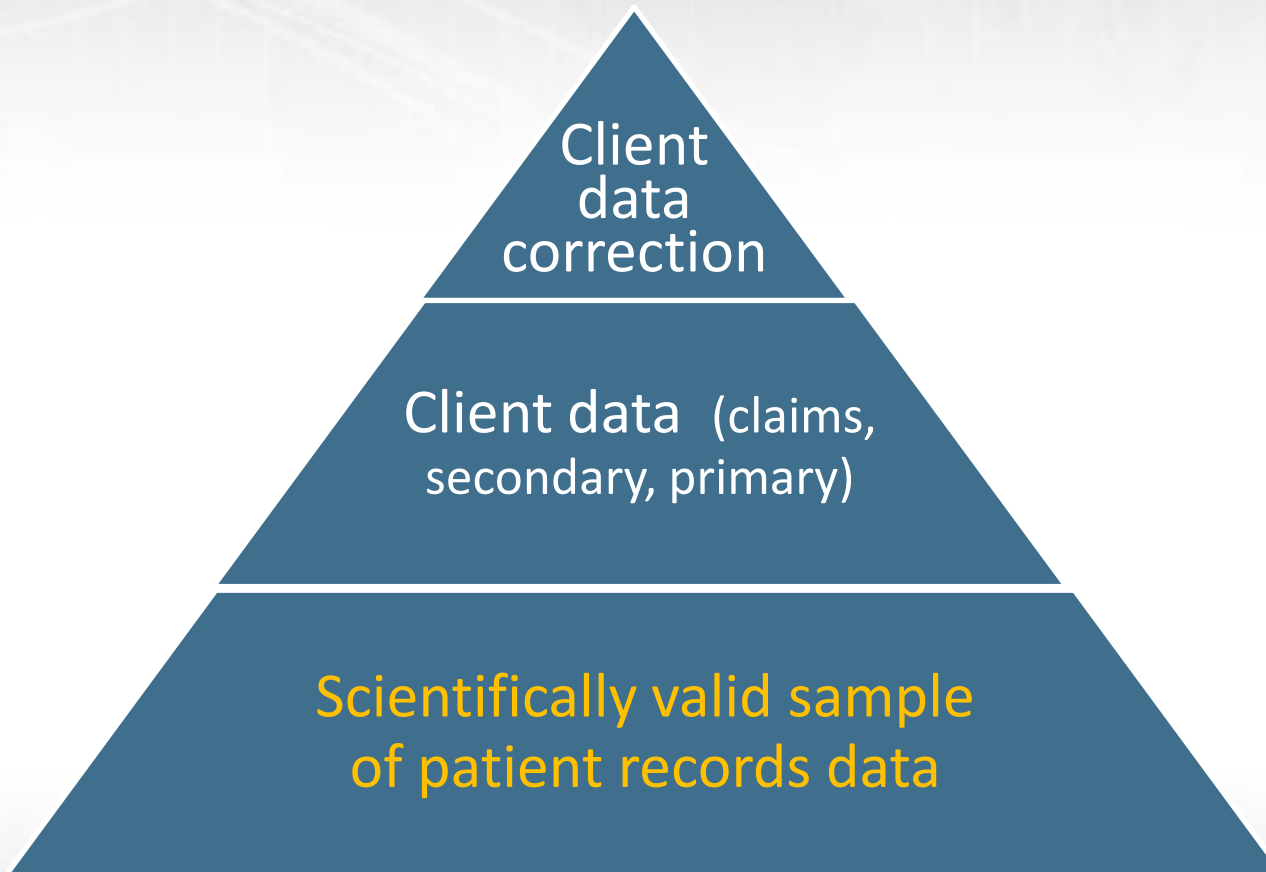 Client
data
correction
Client data (claims,
secondary, primary)
Scientifically valid sample
of patient records data